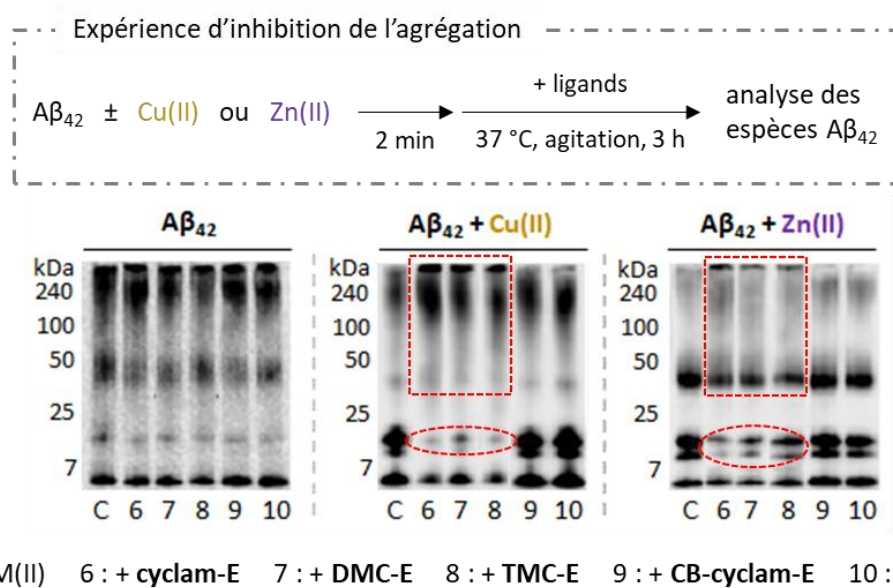 Expérience d'inhibition de l'agrégation
+ ligands
Aβ₄₂ ± Cu(II) ou Zn(II)
analyse des
espèces Aβ₄₂
2 min
37 °C, agitation, 3 h
Aβ₄₂
Aβ₄₂ + Cu(II)
Aβ₄₂ + Zn(II)
kDa
240
100
50
25
7
C 6 7 8 9 10
kDa
240
100
50
25
7
C 6 7 8 9 10
kDa
240
100
50
25
7
C 6 7 8 9 10
M(II) 6 : + cyclam-E 7 : + DMC-E 8 : + TMC-E 9 : + CB-cyclam-E 10 :